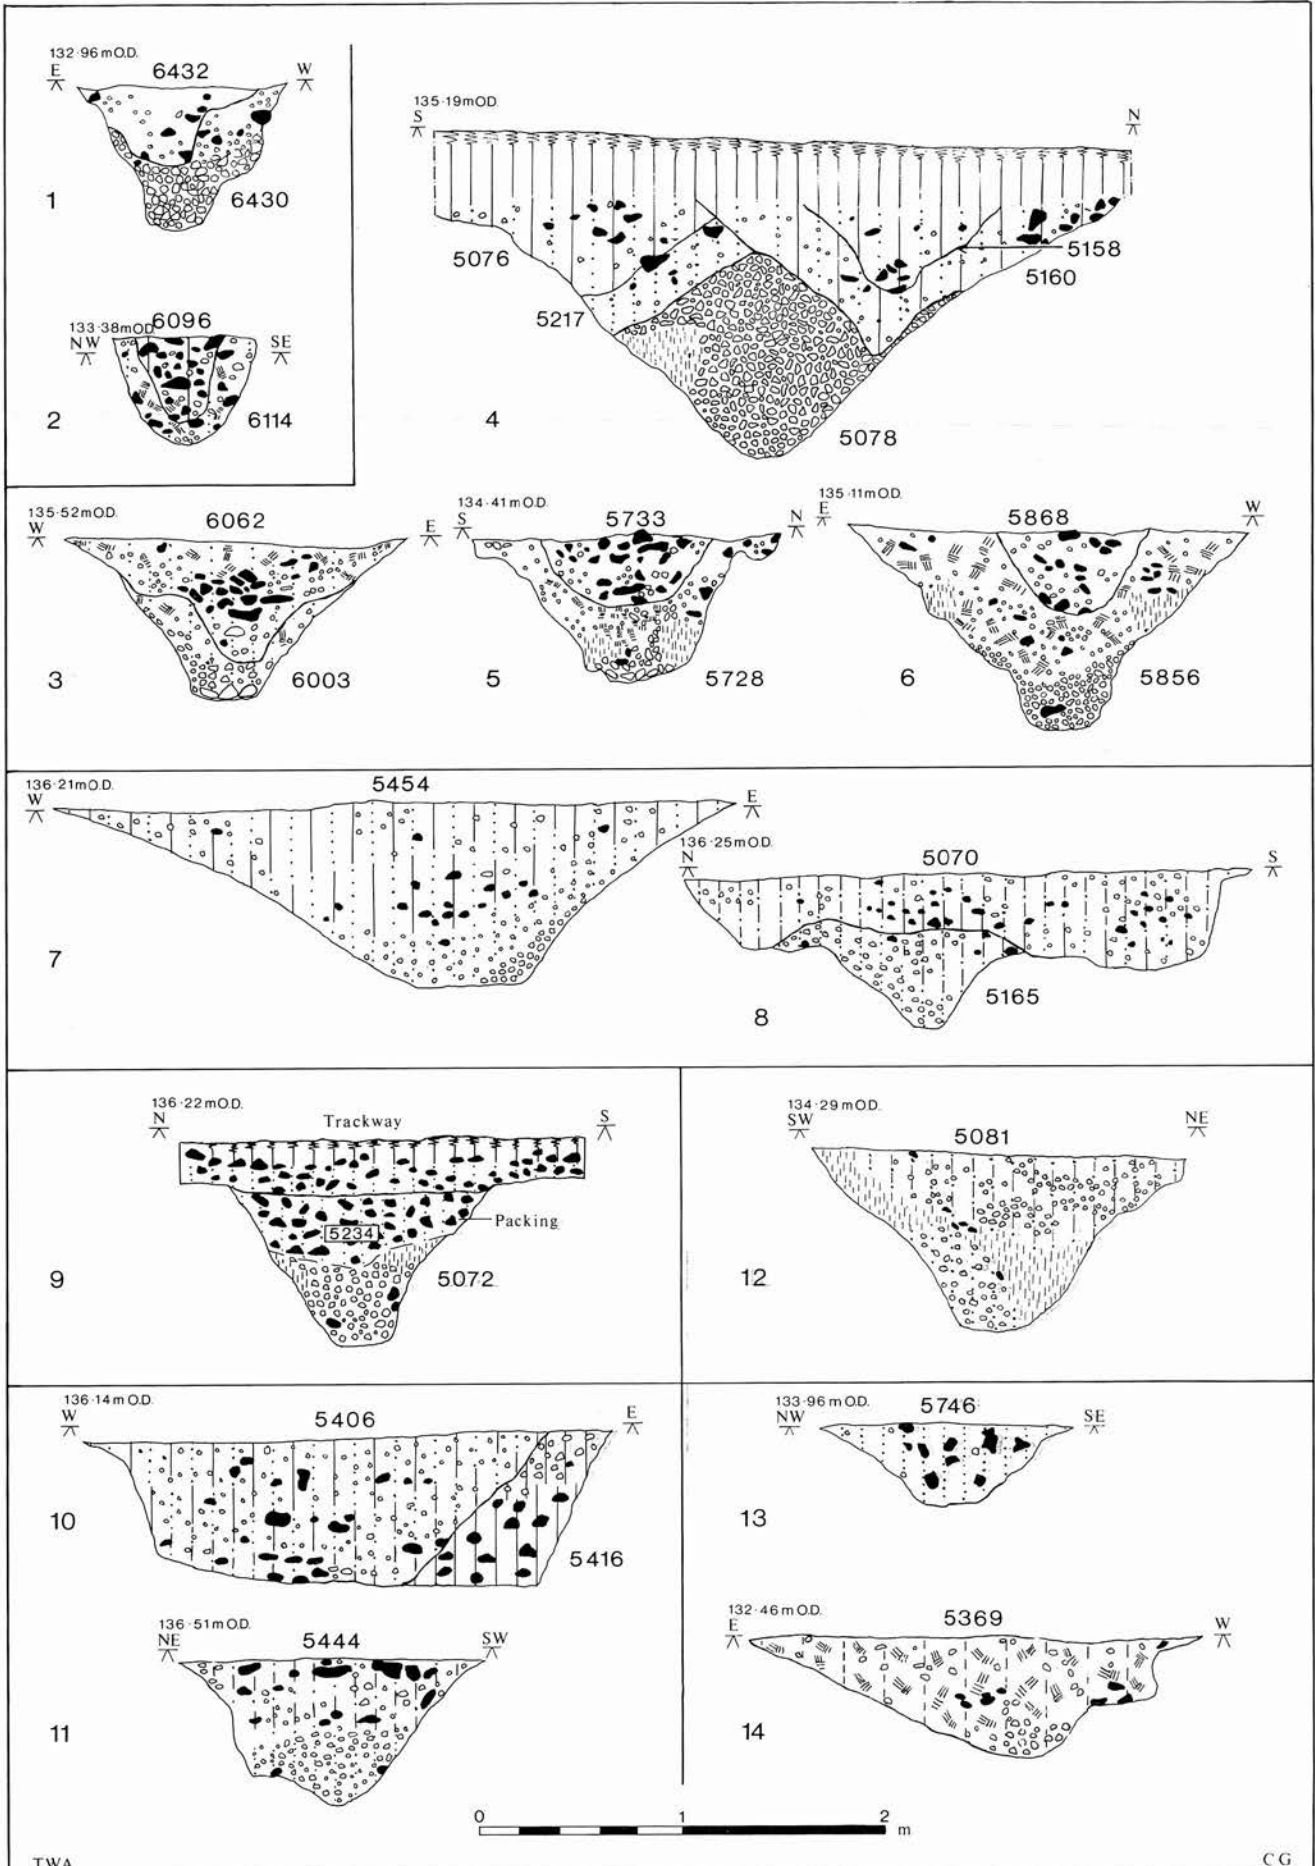 132·96 m O.D.
E
6432
W
1
6430
133·38 m OD
6096
NW
SE
2
6114
135·19 m OD.
S
N
5076
5158
5160
5217
4
5078
135·52 m O.D.
W
6062
E
3
6003
134·41 m O.D.
S
5733
N
5
5728
135·11 m O.D.
E
5868
W
6
5856
136·21 m O.D.
W
5454
E
7
136·25 m O.D.
N
5070
S
5165
8
136·22 m O.D.
N
Trackway
S
Packing
5234
9
5072
134·29 m O.D.
SW
5081
NE
12
136·14 m O.D.
W
5406
E
10
5416
136·51 m O.D.
NE
5444
SW
11
133·96 m O.D.
NW
5746
SE
13
132·46 m O.D.
E
5369
W
14
0 1 2
m
TWA
C G